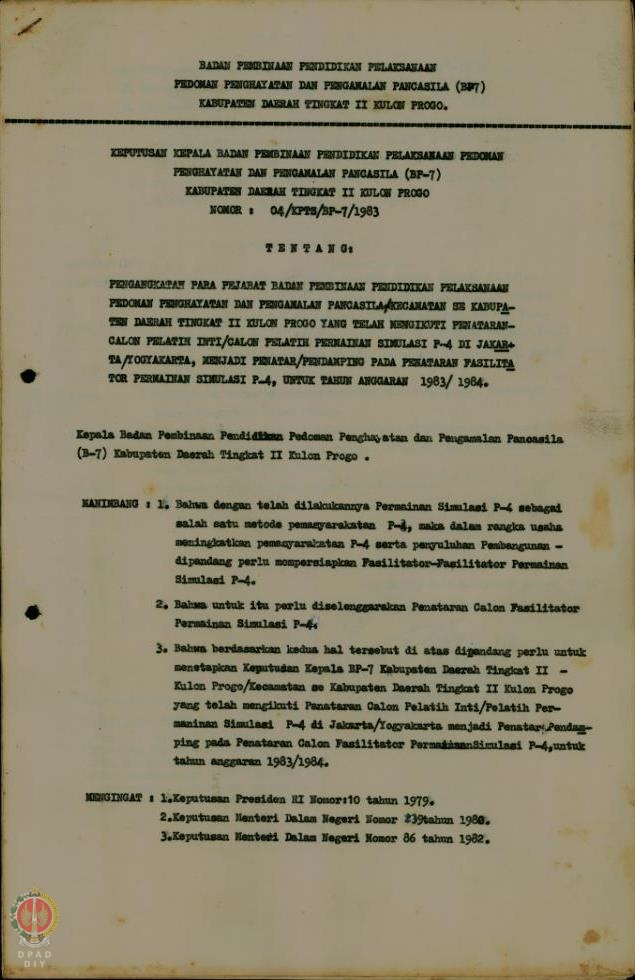 BADAN PEMBINAAN PENDIDIKAN PELAKSANAAN
PEDOMAN PENGHAYATAN DAN PENGAMALAN PANCASILA (BP7)
KABUPATEN DAERAH TINGKAT II KULON PROGO.
KEPUTUSAN KEPALA BADAN PEMBINAAN PENDIDIKAN PELAKSANAAN PEDOMAN
PENGHAYATAN DAN PENGAMALAN PANCASILA (BP-7)
KABUPATEN DAERAH TINGKAT II KULON PROGO
NOMOR : 04/KPTS/BP-7/1983
T E N T A N G:
PENGANGKATAN PARA PEJABAT BADAN PEMBINAAN PENDIDIKAN PELAKSANAAN
PEDOMAN PENGHAYATAN DAN PENGAMALAN PANCASILA/KECAMATAN SE KABUPA-
TEN DAERAH TINGKAT II KULON PROGO YANG TELAH MENGIKUTI PENATARAN-
CALON PELATIH INTI/CALON PELATIH PERMAINAN SIMULASI P-4 DI JAKAR-
TA/YOGYAKARTA, MENJADI PENATAR/PENDAMPING PADA PENATARAN FASILITA
TOR PERMAINAN SIMULASI P-4, UNTUK TAHUN ANGGARAN 1983/ 1984.
Kepala Badan Pembinaan Pendidikan Pedoman Penghayatan dan Pengamalan Pancasila
(B-7) Kabupaten Daerah Tingkat II Kulon Progo .
MANIMBANG : 1. Bahwa dengan telah dilakukannya Permainan Simulasi P-4 sebagai
salah satu metode pemasyarakatan P-4, maka dalam rangka usaha
meningkatkan pemasyarakatan P-4 serta penyuluhan Pembangunan -
dipandang perlu mompersiapkan Fasilitator-Fasilitator Permainan
Simulasi P-4.
2. Bahwa untuk itu perlu diselenggarakan Penataran Calon Fasilitator
Permainan Simulasi P-4.
3. Bahwa berdasarkan kedua hal tersebut di atas dipandang perlu untuk
menetapkan Keputusan Kepala BP-7 Kabupaten Daerah Tingkat II -
Kulon Progo/Kecamatan se Kabupaten Daerah Tingkat II Kulon Progo
yang telah mengikuti Panataran Calon Pelatih Inti/Pelatih Per-
maninan Simulasi P-4 di Jakarta/Yogyakarta menjadi Penatar/Pendam-
ping pada Penataran Calon Fasilitator PermainanSimulasi P-4,untuk
tahun anggaran 1983/1984.
MENGINGAT : 1.Keputusan Presiden RI Nomor:10 tahun 1979.
2.Keputusan Menteri Dalam Negeri Nomor 239tahun 1980.
3.Keputusan Menteri Dalam Negeri Nomor 86 tahun 1982.
DPAD
DIY